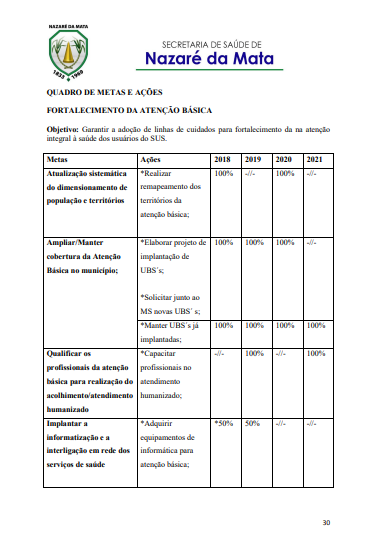 NAZARÉ DA MATA
1833 1989
SECRETARIA DE SAÚDE DE
Nazaré da Mata
QUADRO DE METAS E AÇÕES
FORTALECIMENTO DA ATENÇÃO BÁSICA
Objetivo: Garantir a adoção de linhas de cuidados para fortalecimento da na atenção
integral à saúde dos usuários do SUS.
Metas Ações 2018 2019 2020 2021
Atualização sistemática *Realizar 100% -//- 100% -//-
do dimensionamento de remapeamento dos
população e territórios territórios da
atenção básica;
Ampliar/Manter *Elaborar projeto de 100% 100% 100% -//-
cobertura da Atenção implantação de
Básica no município; UBS´s;
*Solicitar junto ao
MS novas UBS´ s;
*Manter UBS´s já 100% 100% 100% 100%
implantadas;
Qualificar os *Capacitar -//- 100% -//- 100%
profissionais da atenção profissionais no
básica para realização do atendimento
acolhimento/atendimento humanizado;
humanizado
Implantar a *Adquirir *50% 50% -//- -//-
informatização e a equipamentos de
interligação em rede dos informática para
serviços de saúde atenção básica;
30